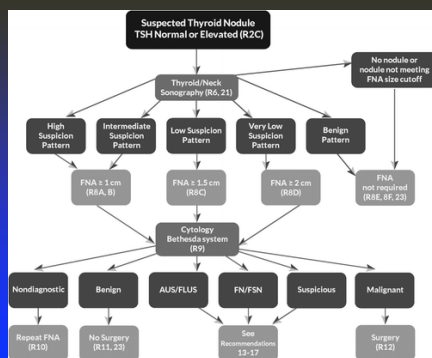 Suspected Thyroid Nodule
TSH Normal or Elevated (R2C)
No nodule or
nodule not meeting
FNA size cutoff
Thyroid/Neck
Sonography (R6, 21)
High
Suspicion
Pattern
Intermediate
Suspicion
Pattern
Low Suspicion
Pattern
Very Low
Suspicion
Pattern
Benign
Pattern
FNA ≥ 1 cm
(R8A, B)
FNA ≥ 1.5 cm
(R8C)
FNA ≥ 2 cm
(R8D)
FNA
not required
(R8E, 8F, 23)
Cytology
Bethesda system
(R9)
Nondiagnostic
Benign
AUS/FLUS
FN/FSN
Suspicious
Malignant
Repeat FNA
(R10)
No Surgery
(R11, 23)
See
Recommendations
13-17
Surgery
(R12)